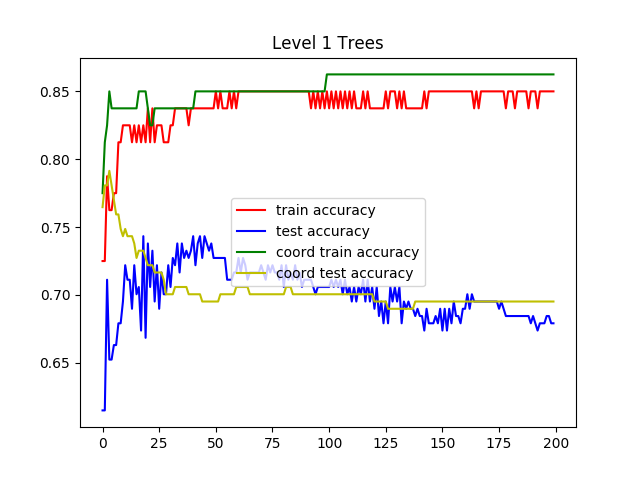 Level 1 Trees
0.85
0.80
0.75
0.70
0.65
train accuracy
test accuracy
coord train accuracy
coord test accuracy
0 25 50 75 100 125 150 175 200